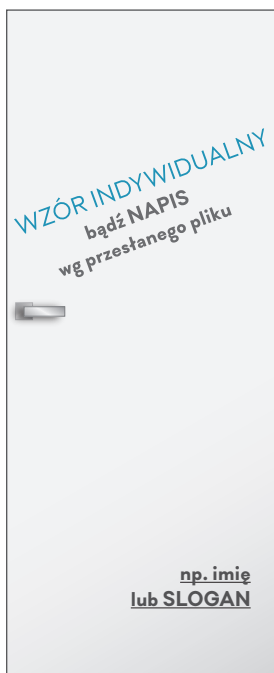 WZÓR INDYWIDUALNY
bądź NAPIS
wg przesłanego pliku
np. imię
lub SLOGAN